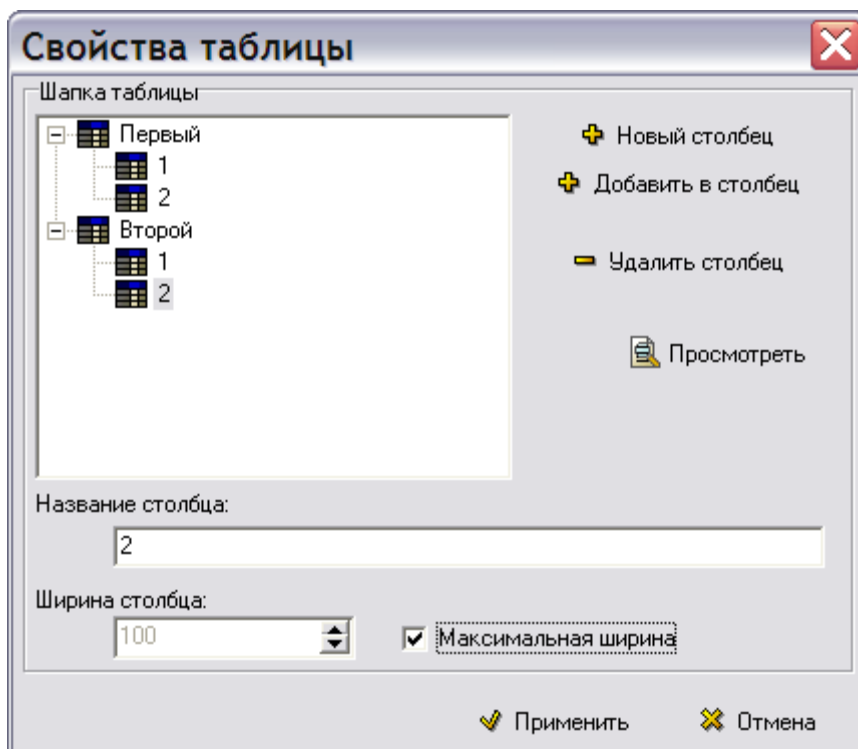 Свойства таблицы
Шапка таблицы
Первый
1
2
Второй
1
2
Новый столбец
Добавить в столбец
Удалить столбец
Просмотреть
Название столбца:
2
Ширина столбца:
100
Максимальная ширина
Применить
Отмена